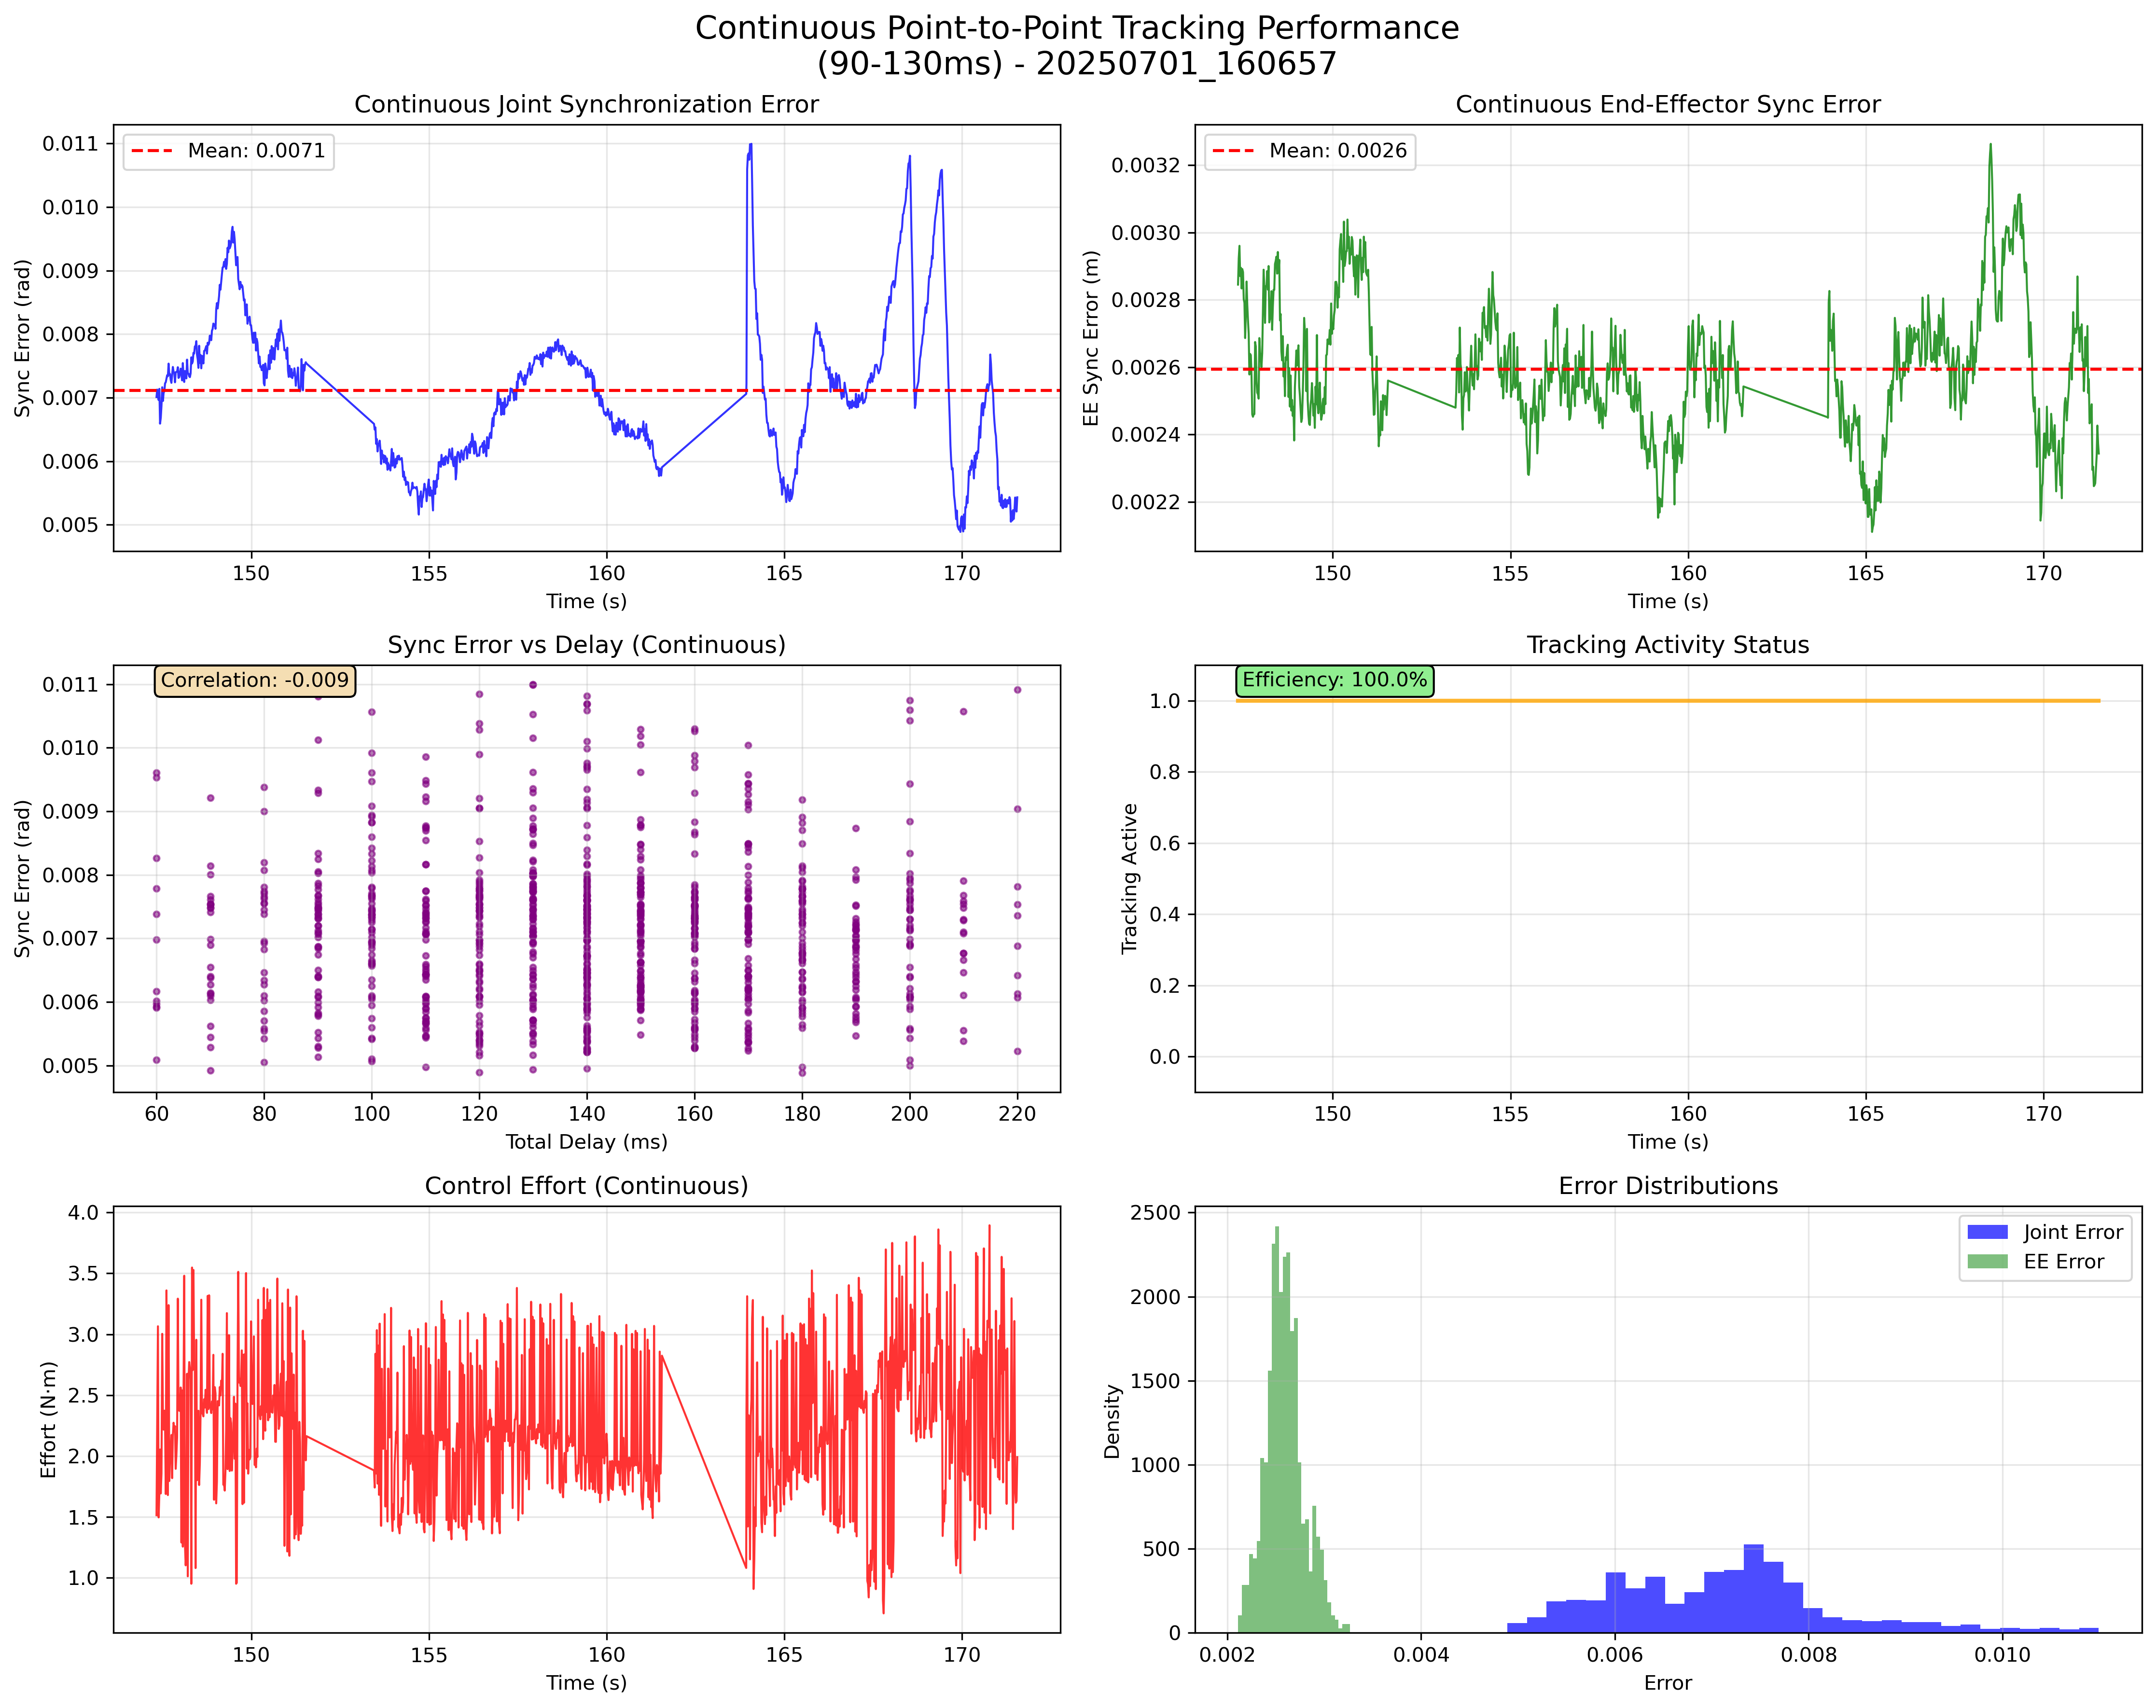 Continuous Point-to-Point Tracking Performance
(90-130ms) - 20250701_160657
Continuous Joint Synchronization Error
Mean: 0.0071
Sync Error (rad)
0.011
0.010
0.009
0.008
0.007
0.006
0.005
150 155 160 165 170
Time (s)
Continuous End-Effector Sync Error
Mean: 0.0026
EE Sync Error (m)
0.0032
0.0030
0.0028
0.0026
0.0024
0.0022
150 155 160 165 170
Time (s)
Sync Error vs Delay (Continuous)
Correlation: -0.009
Sync Error (rad)
0.011
0.010
0.009
0.008
0.007
0.006
0.005
60 80 100 120 140 160 180 200 220
Total Delay (ms)
Tracking Activity Status
Efficiency: 100.0%
Tracking Active
1.0
0.8
0.6
0.4
0.2
0.0
150 155 160 165 170
Time (s)
Control Effort (Continuous)
Effort (N·m)
4.0
3.5
3.0
2.5
2.0
1.5
1.0
150 155 160 165 170
Time (s)
Error Distributions
Joint Error
EE Error
Density
2500
2000
1500
1000
500
0
0.002 0.004 0.006 0.008 0.010
Error